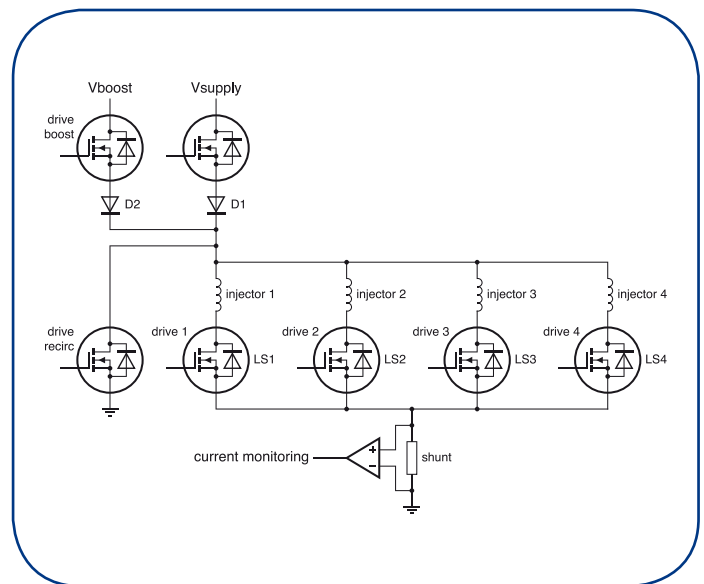 Vboost
Vsupply
drive
boost
D2
D1
injector 1
injector 2
injector 3
injector 4
drive
recirc
drive 1
LS1
drive 2
LS2
drive 3
LS3
drive 4
LS4
current monitoring
+
−
shunt